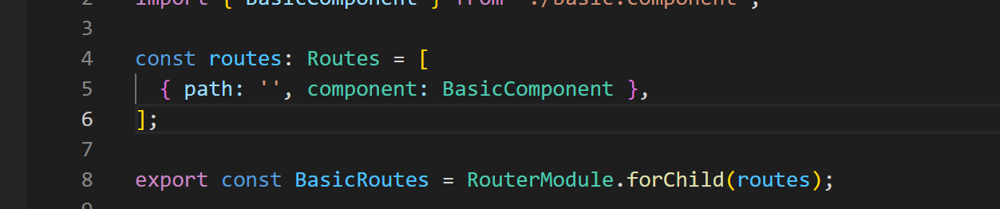 2 import { BasicComponent } from './basic.component';
3
4 const routes: Routes = [
5 { path: '', component: BasicComponent },
6 ];
7
8 export const BasicRoutes = RouterModule.forChild(routes);
9